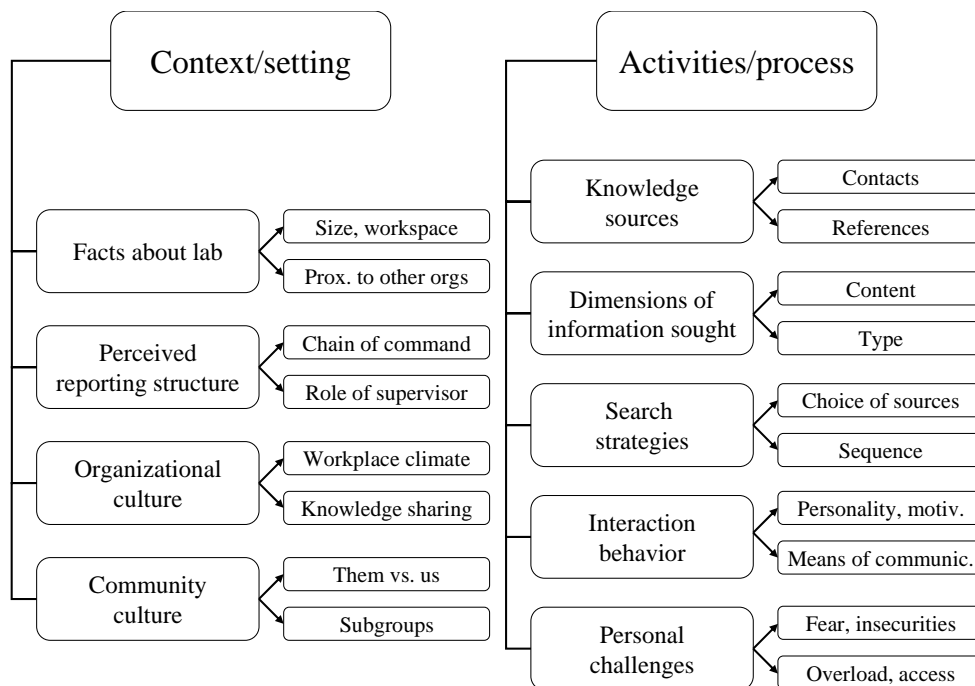 Context/setting
Facts about lab
Size, workspace
Prox. to other orgs
Perceived
reporting structure
Chain of command
Role of supervisor
Organizational
culture
Workplace climate
Knowledge sharing
Community
culture
Them vs. us
Subgroups
Activities/process
Knowledge
sources
Contacts
References
Dimensions of
information sought
Content
Type
Search
strategies
Choice of sources
Sequence
Interaction
behavior
Personality, motiv.
Means of communic.
Personal
challenges
Fear, insecurities
Overload, access